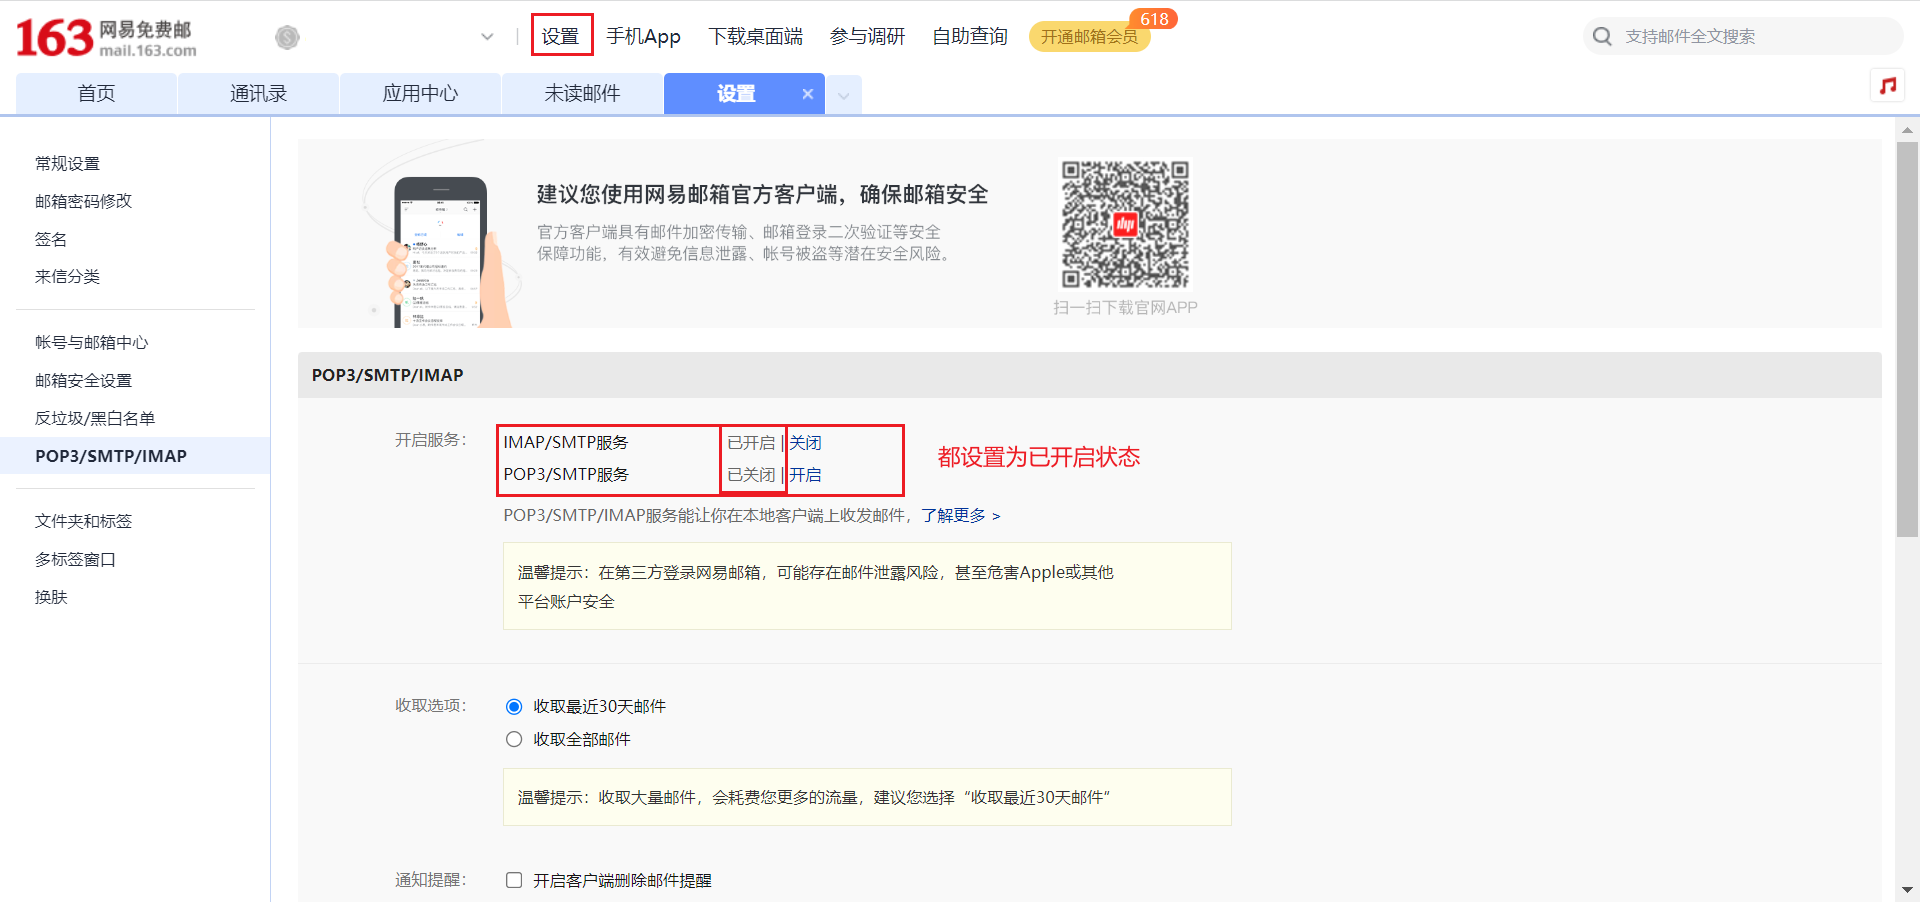 163 网易免费邮
mail.163.com
设置
手机App
下载桌面端
参与调研
自助查询
开通邮箱会员
618
支持邮件全文搜索
首页
通讯录
应用中心
未读邮件
设置
常规设置
邮箱密码修改
签名
来信分类
帐号与邮箱中心
邮箱安全设置
反垃圾/黑白名单
POP3/SMTP/IMAP
文件夹和标签
多标签窗口
换肤
建议您使用网易邮箱官方客户端，确保邮箱安全
官方客户端具有邮件加密传输、邮箱登录二次验证等安全
保障功能，有效避免信息泄露、帐号被盗等潜在安全风险。
扫一扫下载官网APP
POP3/SMTP/IMAP
开启服务：
IMAP/SMTP服务 已开启 | 关闭
POP3/SMTP服务 已关闭 | 开启
都设置为已开启状态
POP3/SMTP/IMAP服务能让你在本地客户端上收发邮件，了解更多 >
温馨提示：在第三方登录网易邮箱，可能存在邮件泄露风险，甚至危害Apple或其他
平台账户安全
收取选项：
收取最近30天邮件
收取全部邮件
温馨提示：收取大量邮件，会耗费您更多的流量，建议您选择“收取最近30天邮件”
通知提醒：
开启客户端删除邮件提醒